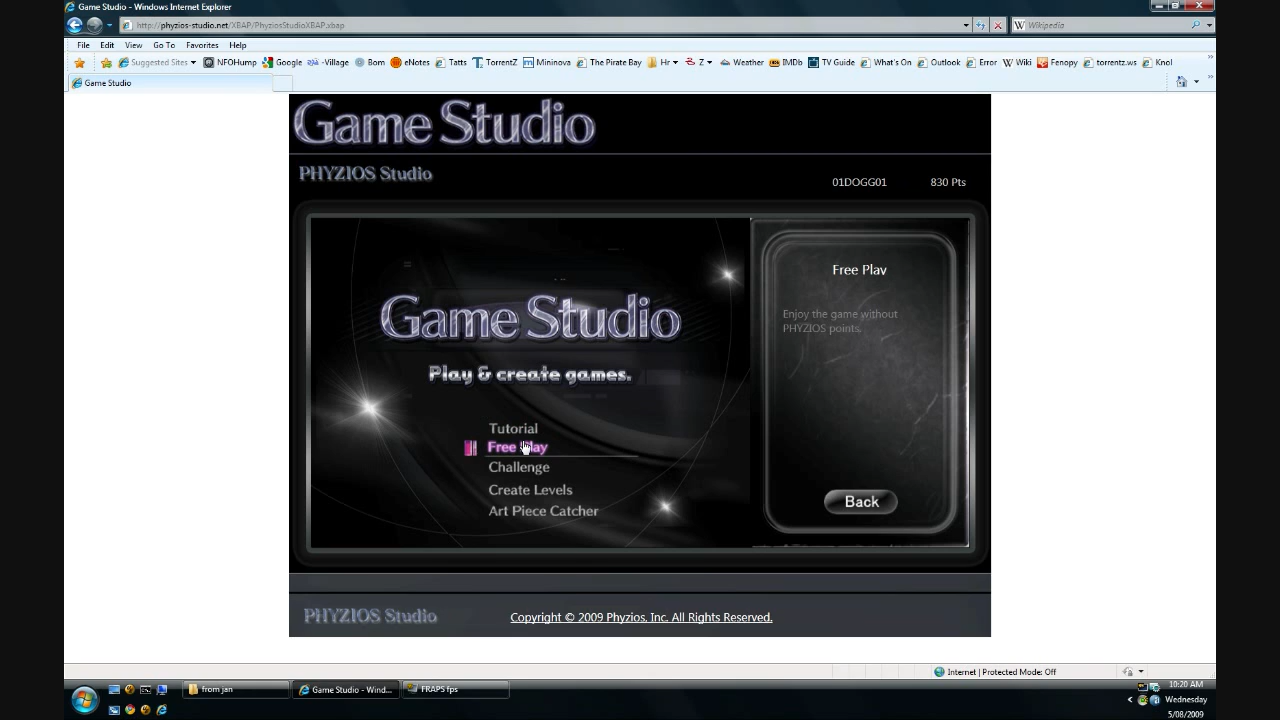 Game Studio - Windows Internet Explorer
http://phyzios-studio.net/XBAP/PhyziosStudioXBAP.xbap
Wikipedia
File Edit View Go To Favorites Help
Suggested Sites NFOHump Google -Village Bom eNotes Tatts TorrentZ Mininova The Pirate Bay Hr Z Weather IMDb TV Guide What's On Outlook Error Wiki Fenopy torrentz.ws Knol
Game Studio
Game Studio
PHYZIOS Studio
01DOGG01 830 Pts
Free Play
Enjoy the game without
PHYZIOS points.
Game Studio
Play & create games.
Tutorial
Free Play
Challenge
Create Levels
Art Piece Catcher
Back
PHYZIOS Studio
Copyright © 2009 Phyzios, Inc. All Rights Reserved.
Internet | Protected Mode: Off
from jan
Game Studio - Wind...
FRAPS fps
10:20 AM
Wednesday
5/08/2009